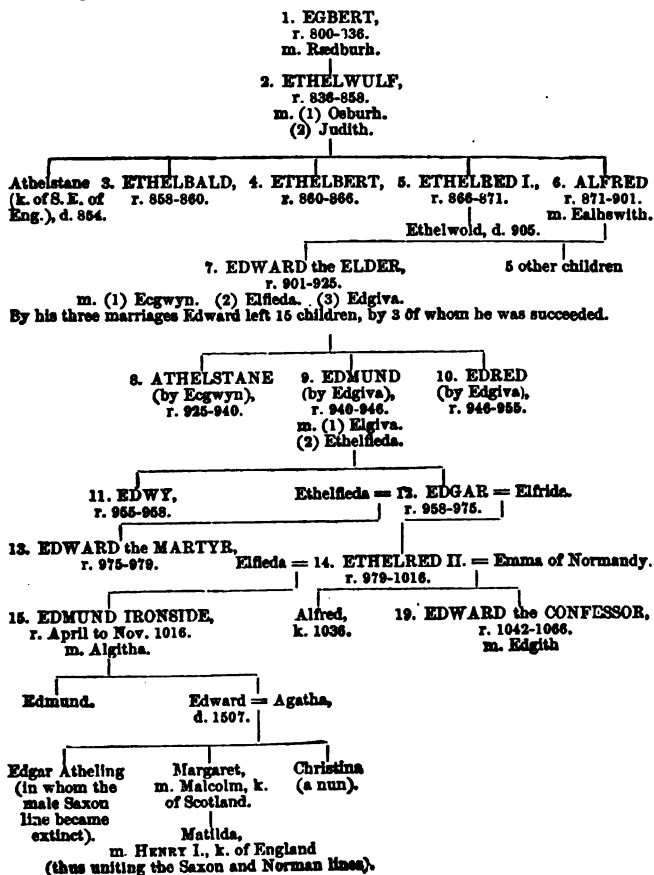 1. EGBERT,
r. 800-836.
m. Rædburh.
2. ETHELWULF,
r. 836-858.
m. (1) Osburh.
(2) Judith.
Athelstane 3. ETHELBALD, 4. ETHELBERT, 5. ETHELRED I., 6. ALFRED
(k. of S. E. of r. 858-860. r. 860-866. r. 866-871. r. 871-901.
Eng.), d. 854. m. Ealhswith.
Ethelwold, d. 905.
7. EDWARD the ELDER, 5 other children
r. 901-925.
m. (1) Ecgwyn. (2) Elfleda. (3) Edgiva.
By his three marriages Edward left 15 children, by 3 of whom he was succeeded.
8. ATHELSTANE 9. EDMUND 10. EDRED
(by Ecgwyn), (by Edgiva), (by Edgiva),
r. 925-940. r. 940-946. r. 946-955.
m. (1) Elgiva.
(2) Ethelfleda.
11. EDWY, Ethelfleda = 12. EDGAR = Elfrida.
r. 955-958. r. 958-975.
13. EDWARD the MARTYR, Elfleda = 14. ETHELRED II. = Emma of Normandy.
r. 975-979. r. 979-1016.
15. EDMUND IRONSIDE, Alfred, 19. EDWARD the CONFESSOR,
r. April to Nov. 1016. k. 1036. r. 1042-1066.
m. Algitha. m. Edgith
Edmund. Edward = Agatha,
d. 1507.
Edgar Atheling Margaret, Christina
(in whom the m. Malcolm, k. (a nun).
male Saxon of Scotland.
line became
extinct). Matilda,
m. HENRY I., k. of England
(thus uniting the Saxon and Norman lines).